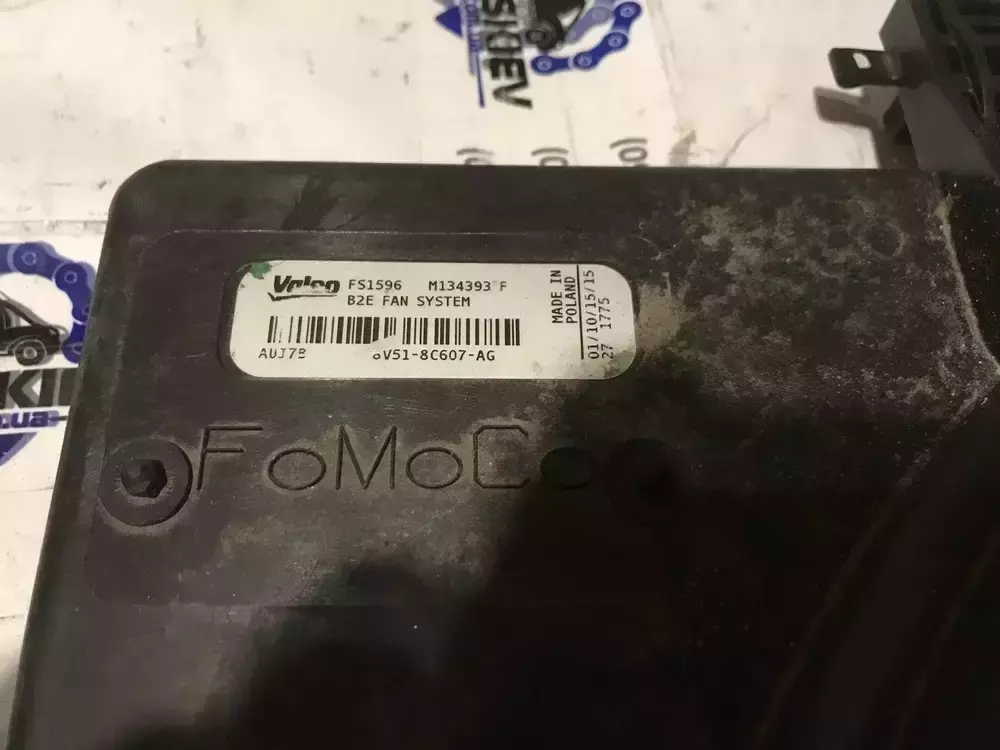 SIDEV
Valeo FS1596 M134393 F
B2E FAN SYSTEM
AUJ7B 8V51-8C607-AG
MADE IN
POLAND
01/10/15/15
27 1775
FoMoCo